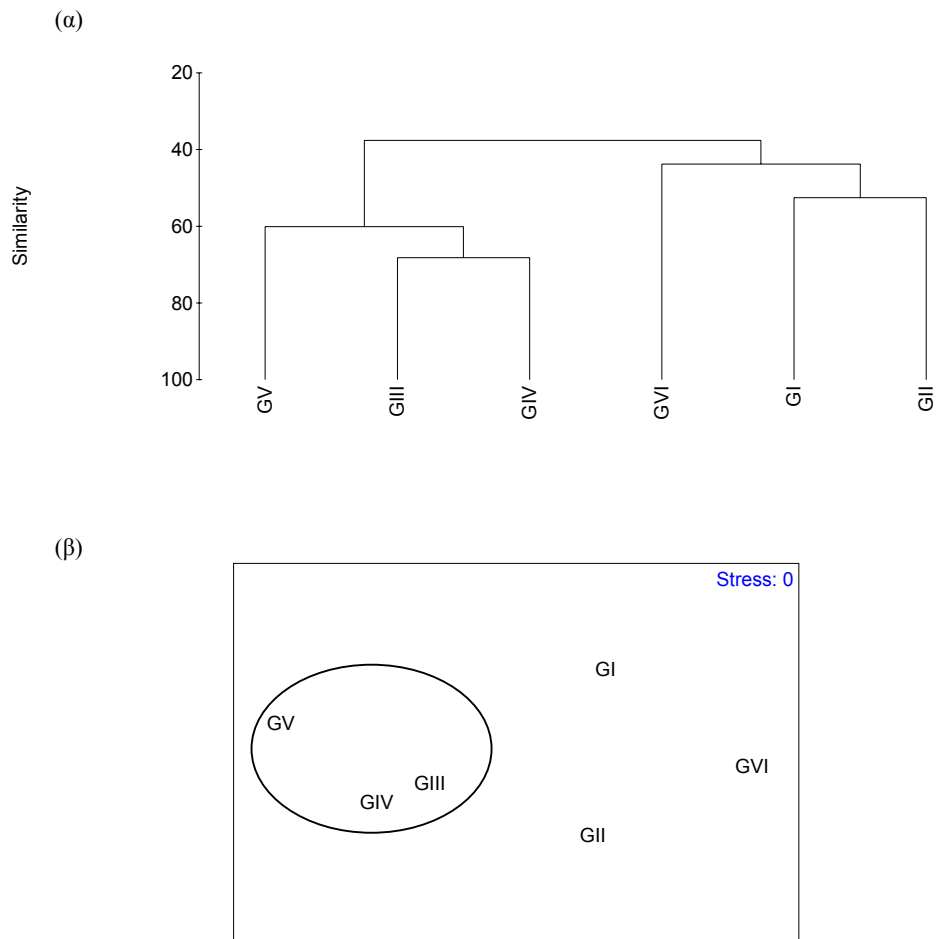 (α)
20
40
60
80
100
Similarity
GV
GIII
GIV
GVI
GI
GII
(β)
Stress: 0
GI
GV
GVI
GIII
GIV
GII